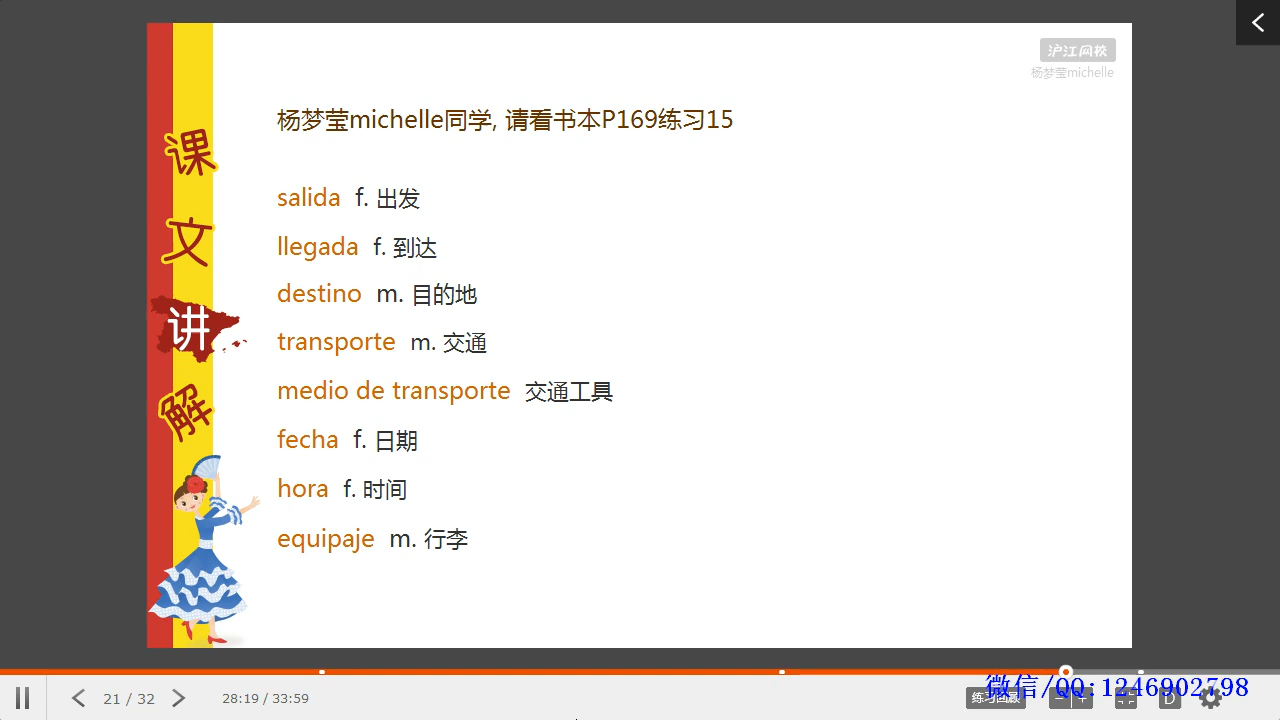 沪江网校
杨梦莹michelle
杨梦莹michelle同学, 请看书本P169练习15
salida f. 出发
llegada f. 到达
destino m. 目的地
transporte m. 交通
medio de transporte 交通工具
fecha f. 日期
hora f. 时间
equipaje m. 行李
课
文
讲
解
21 / 32
28:19 / 33:59
微信/QQ:1246902798
D